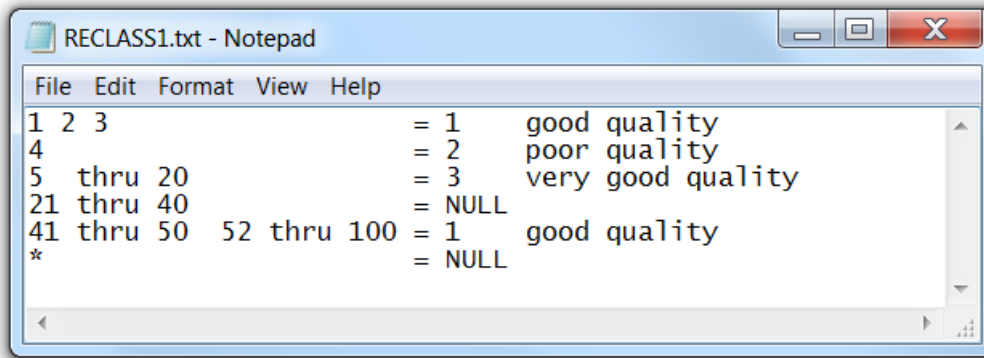 RECLASS1.txt - Notepad
File Edit Format View Help
1 2 3 = 1 good quality
4 = 2 poor quality
5 thru 20 = 3 very good quality
21 thru 40 = NULL
41 thru 50 52 thru 100 = 1 good quality
* = NULL